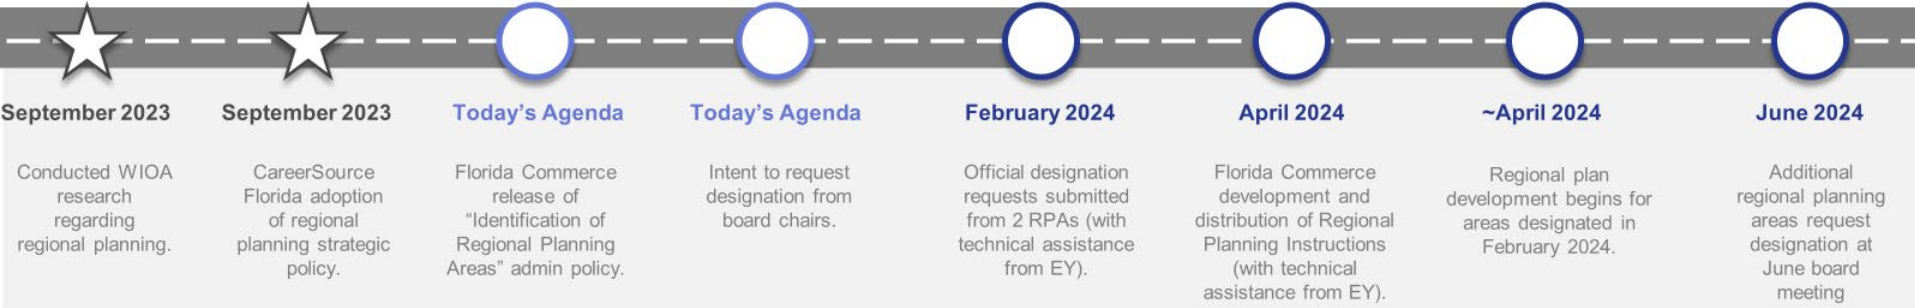 September 2023
Conducted WIOA
research
regarding
regional planning.
September 2023
CareerSource
Florida adoption
of regional
planning strategic
policy.
Today’s Agenda
Florida Commerce
release of
“Identification of
Regional Planning
Areas” admin policy.
Today’s Agenda
Intent to request
designation from
board chairs.
February 2024
Official designation
requests submitted
from 2 RPAs (with
technical assistance
from EY).
April 2024
Florida Commerce
development and
distribution of Regional
Planning Instructions
(with technical
assistance from EY).
~April 2024
Regional plan
development begins for
areas designated in
February 2024.
June 2024
Additional
regional planning
areas request
designation at
June board
meeting